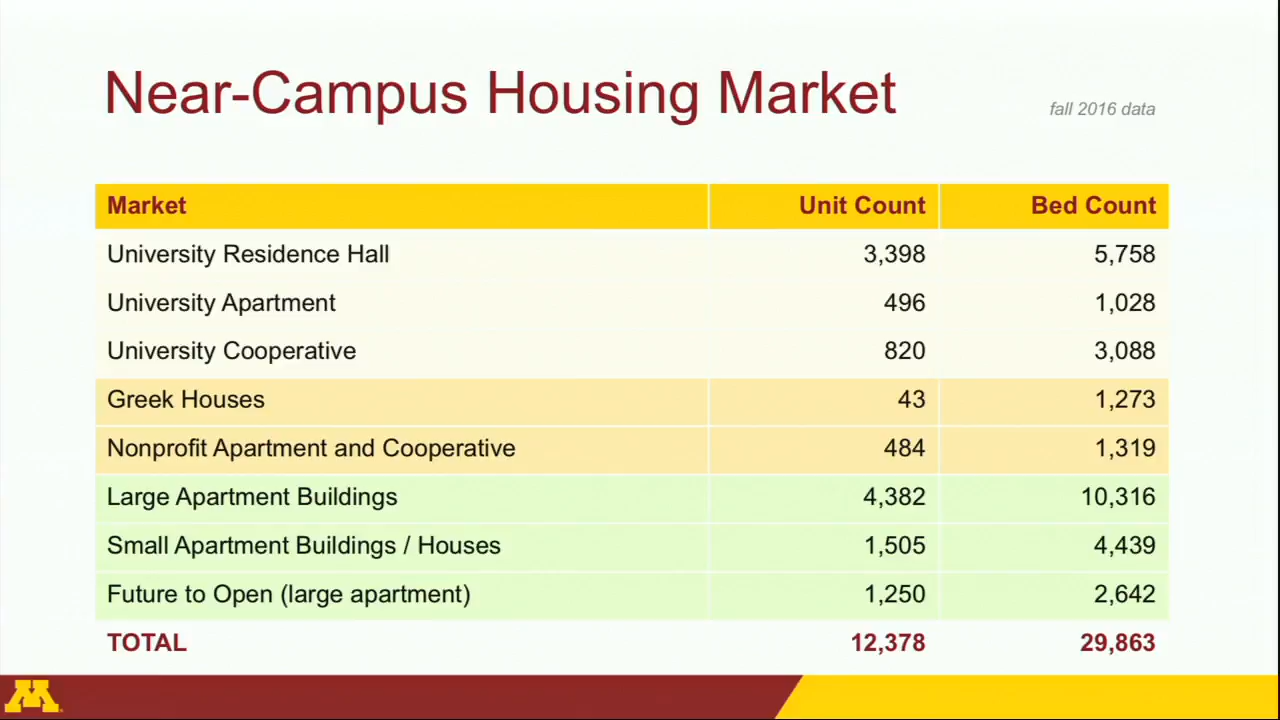 Near-Campus Housing Market
fall 2016 data
Market Unit Count Bed Count
University Residence Hall 3,398 5,758
University Apartment 496 1,028
University Cooperative 820 3,088
Greek Houses 43 1,273
Nonprofit Apartment and Cooperative 484 1,319
Large Apartment Buildings 4,382 10,316
Small Apartment Buildings / Houses 1,505 4,439
Future to Open (large apartment) 1,250 2,642
TOTAL 12,378 29,863
M